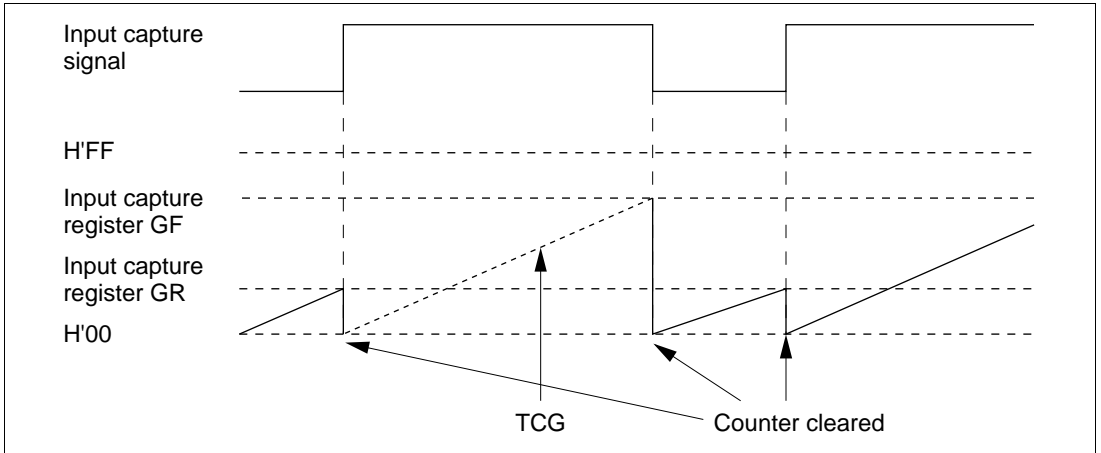 Input capture
signal
H'FF
Input capture
register GF
Input capture
register GR
H'00
TCG
Counter cleared